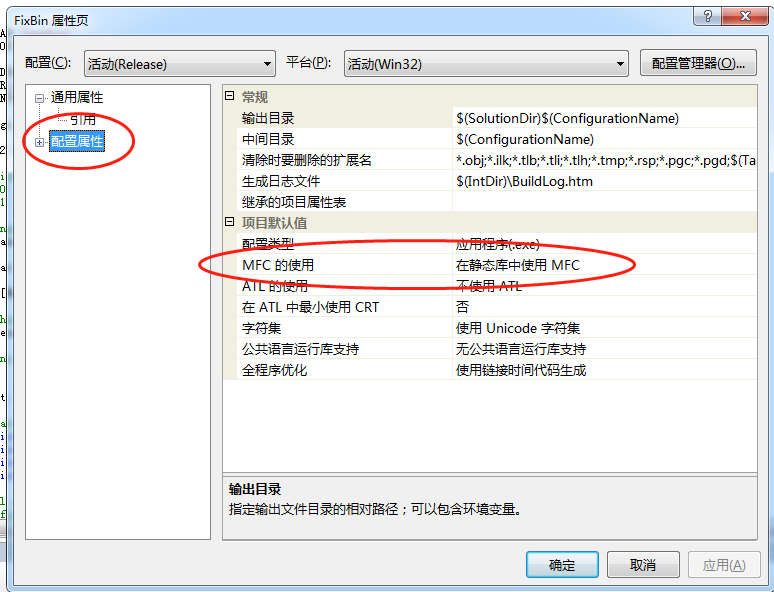 FixBin 属性页
配置(C): 活动(Release) 平台(P): 活动(Win32) 配置管理器(O)...
通用属性
引用
配置属性
常规
输出目录 $(SolutionDir)$(ConfigurationName)
中间目录 $(ConfigurationName)
清除时要删除的扩展名 *.obj;*.ilk;*.tlb;*.tli;*.tlh;*.tmp;*.rsp;*.pgc;*.pgd;$(Ta
生成日志文件 $(IntDir)\BuildLog.htm
继承的项目属性表
项目默认值
配置类型 应用程序(.exe)
MFC 的使用 在静态库中使用 MFC
ATL 的使用 不使用 ATL
在 ATL 中最小使用 CRT 否
字符集 使用 Unicode 字符集
公共语言运行库支持 无公共语言运行库支持
全程序优化 使用链接时间代码生成
输出目录
指定输出文件目录的相对路径；可以包含环境变量。
确定 取消 应用(A)